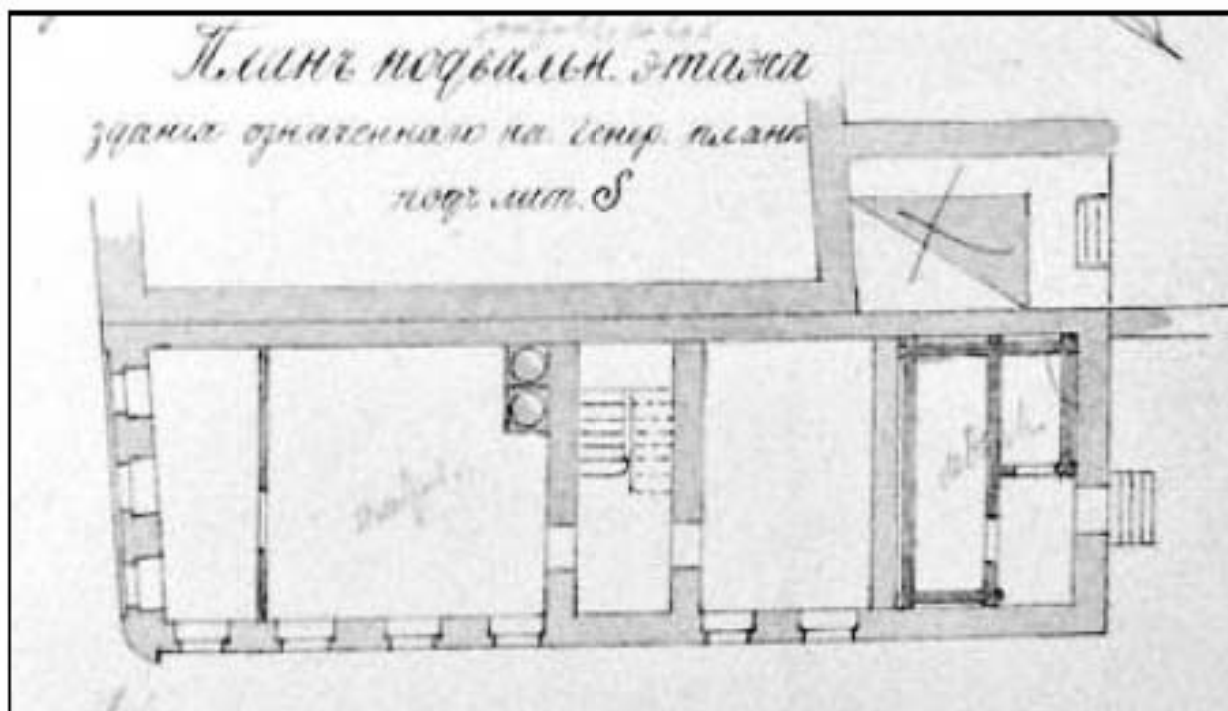 Планъ подвальн. этажа
зданія означеннаго на генер. планѣ
подъ лит. S